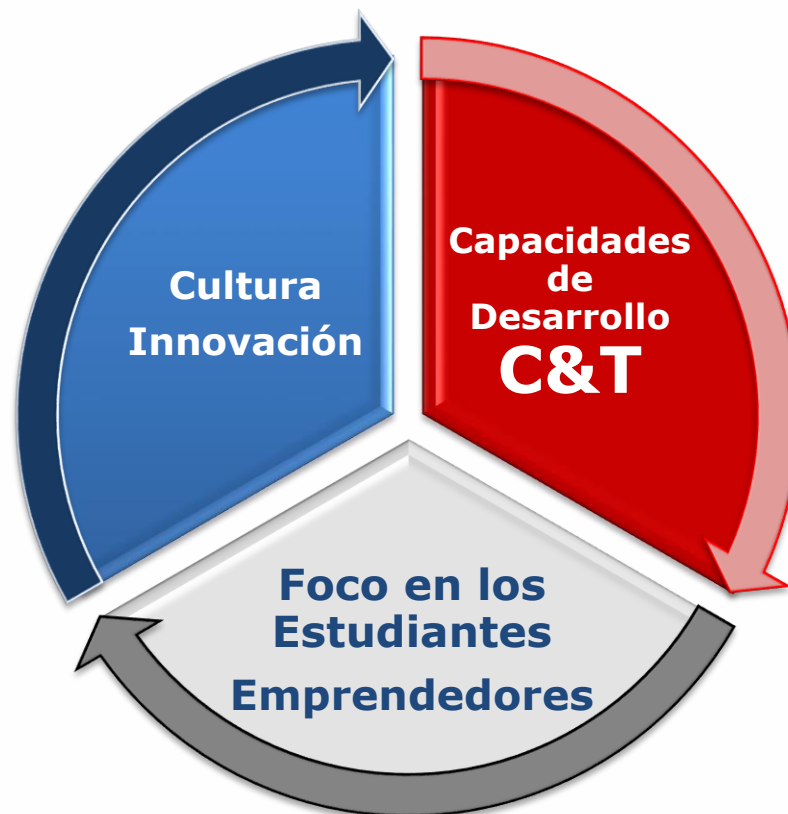 Cultura
Innovación
Capacidades
de
Desarrollo
C&T
Foco en los
Estudiantes
Emprendedores